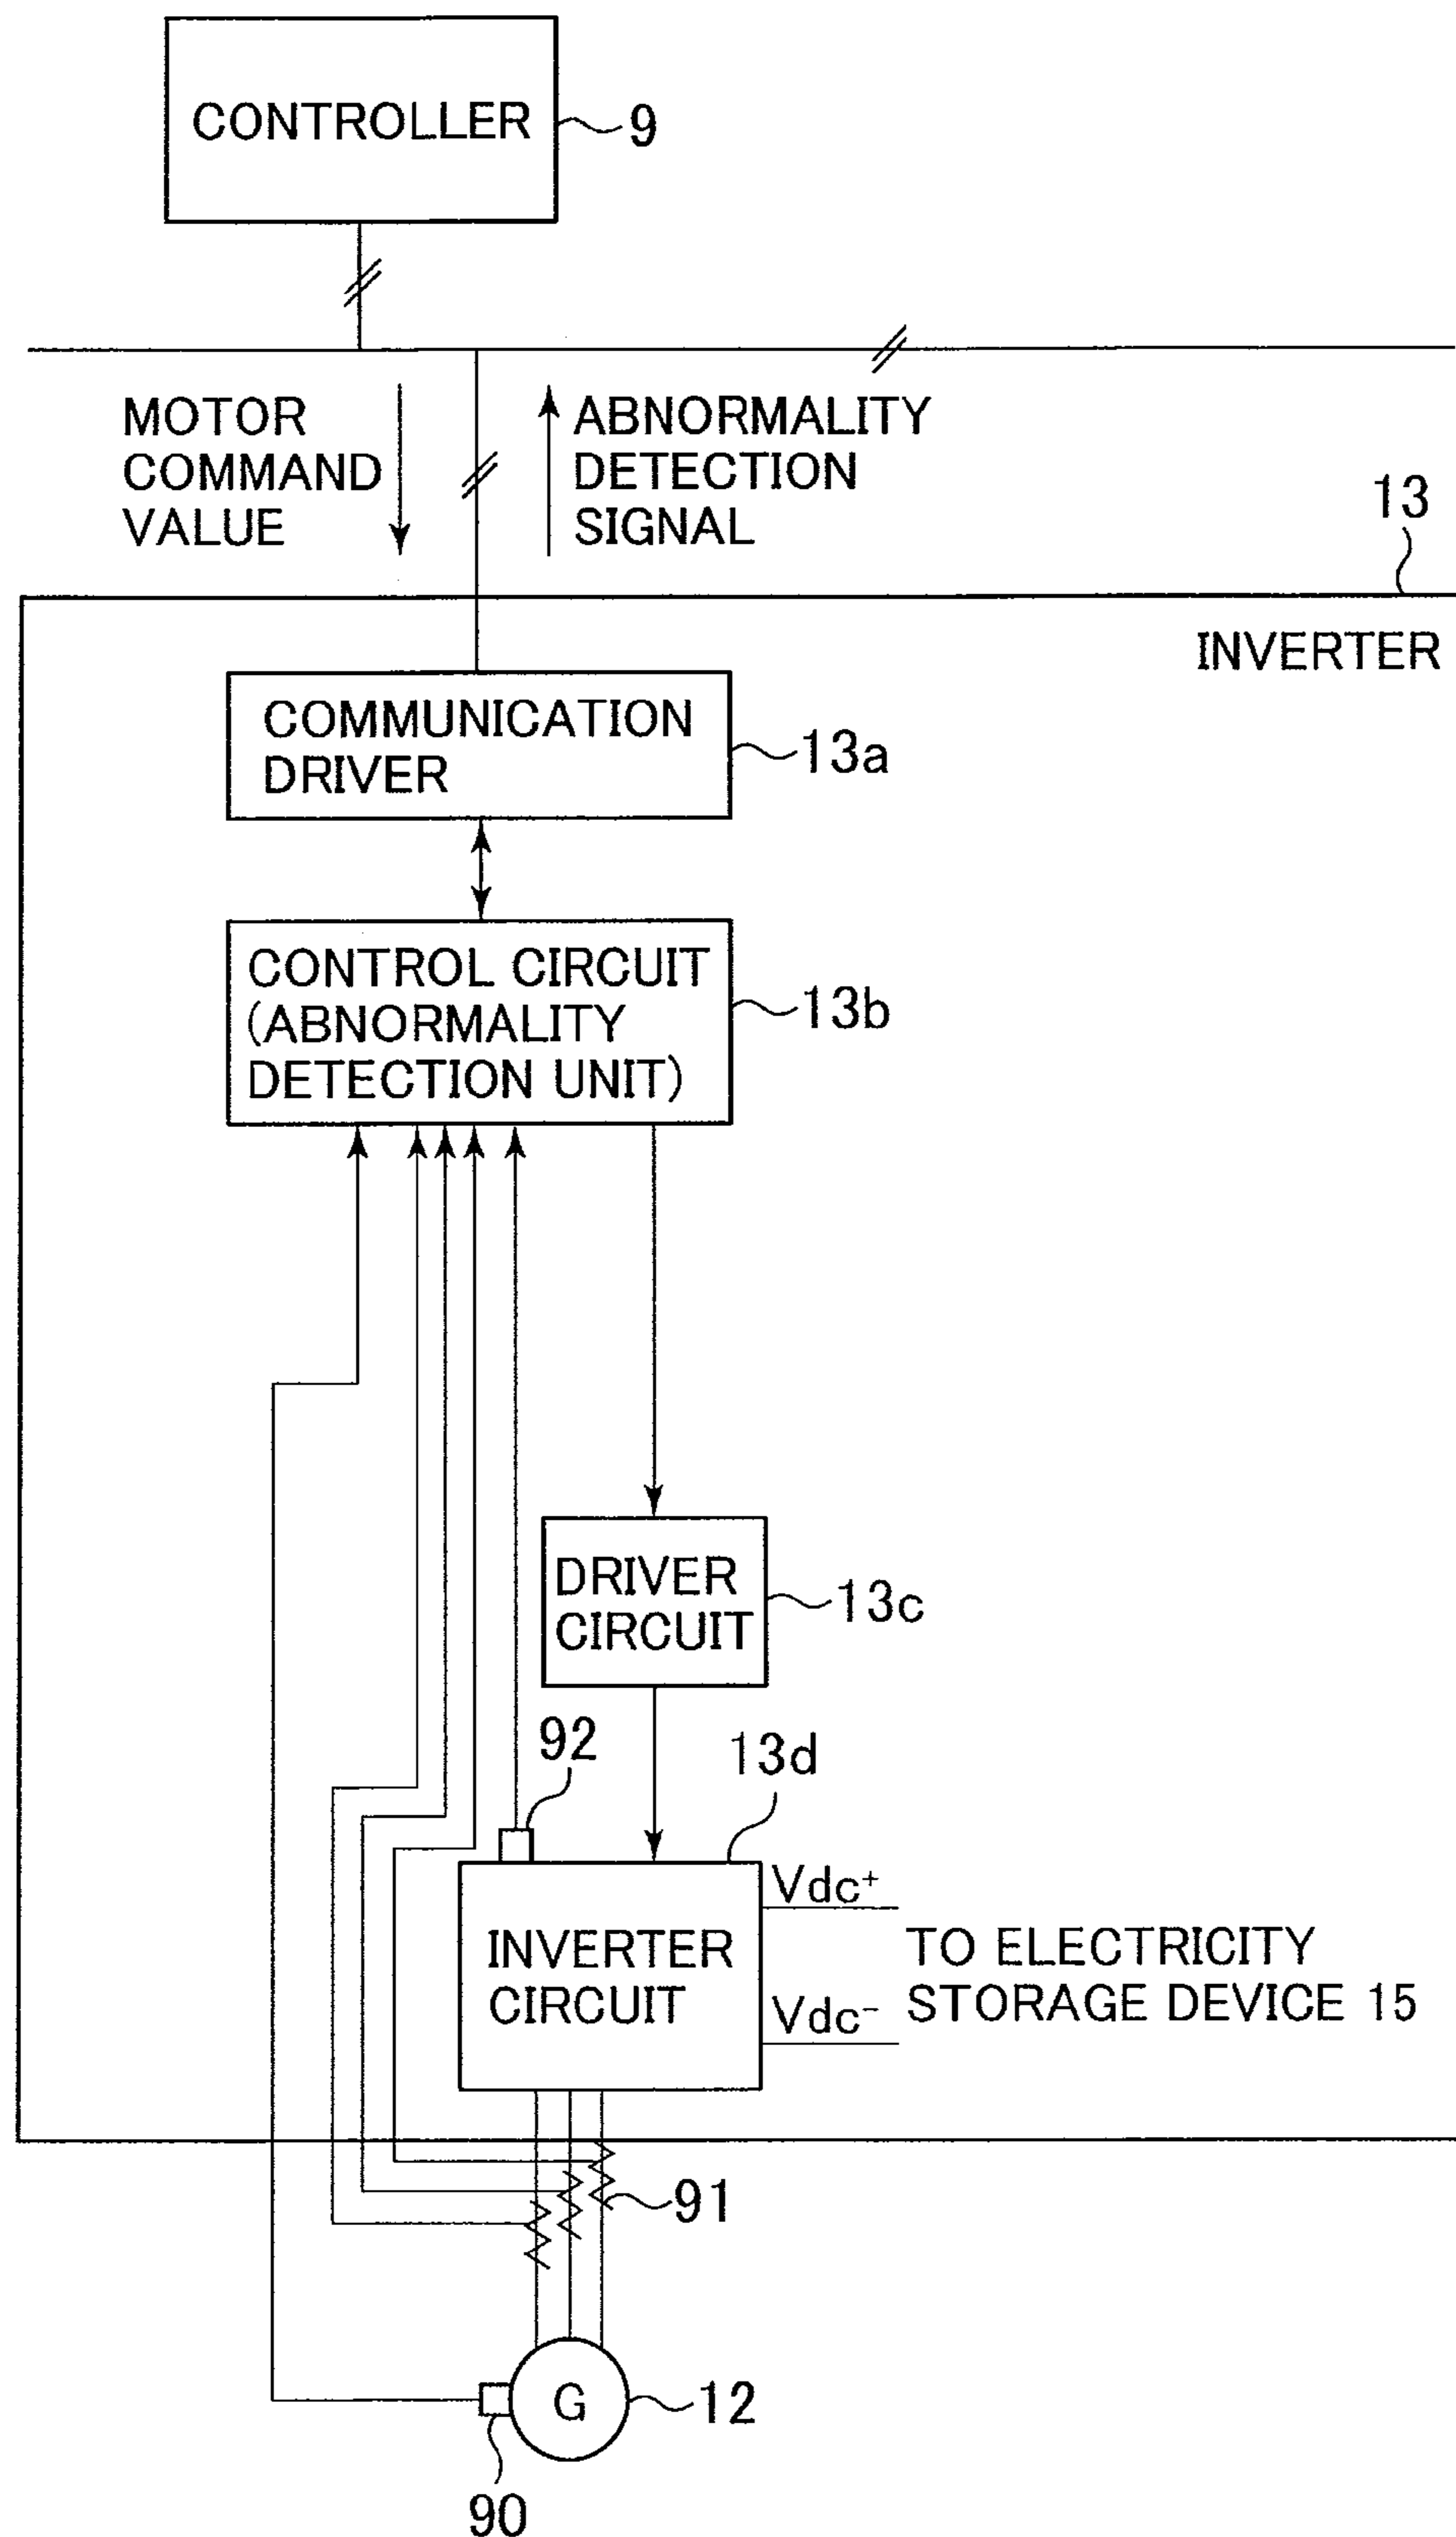 CONTROLLER
9
MOTOR
COMMAND
VALUE
ABNORMALITY
DETECTION
SIGNAL
13
INVERTER
COMMUNICATION
DRIVER
13a
CONTROL CIRCUIT
(ABNORMALITY
DETECTION UNIT)
13b
DRIVER
CIRCUIT
13c
92
13d
INVERTER
CIRCUIT
Vdc+
Vdc-
TO ELECTRICITY
STORAGE DEVICE 15
91
G
12
90